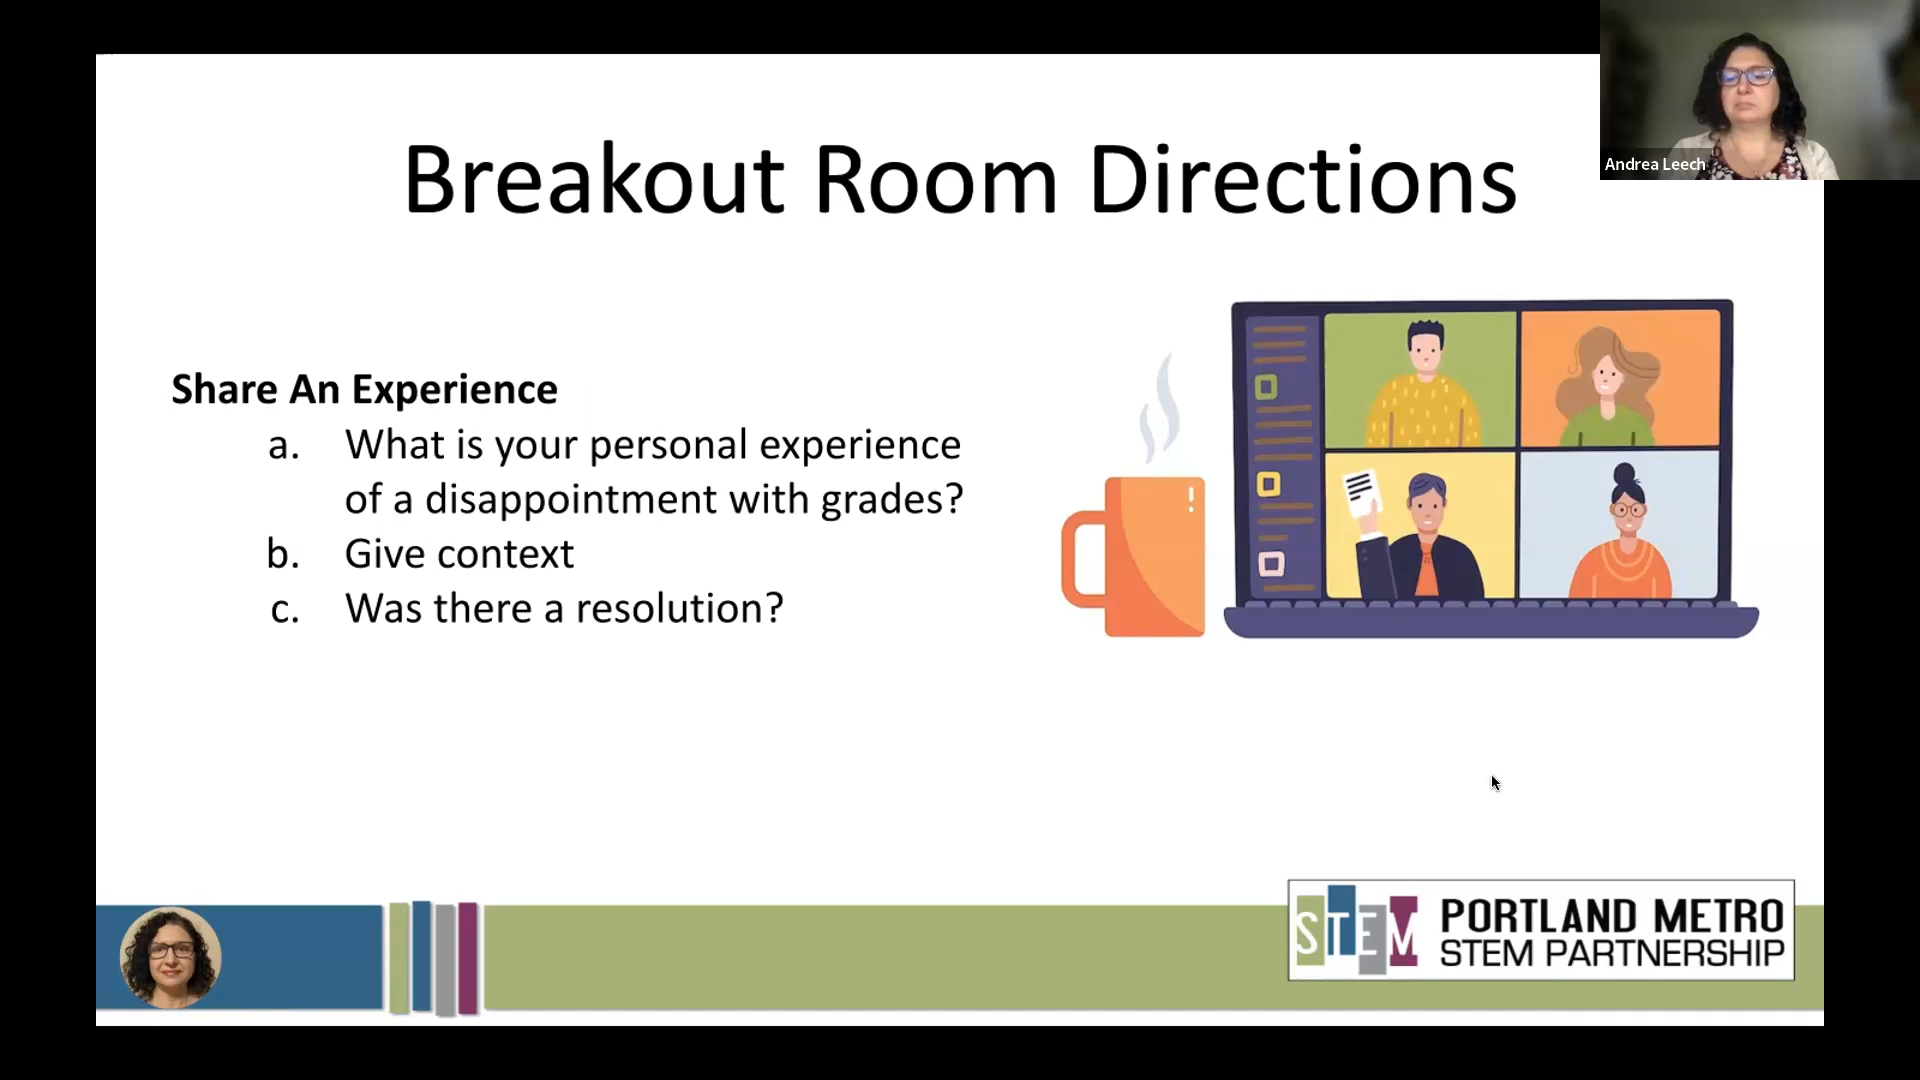 Breakout Room Directions
Andrea Leech
Share An Experience
a. What is your personal experience
of a disappointment with grades?
b. Give context
c. Was there a resolution?
STEM
PORTLAND METRO
STEM PARTNERSHIP